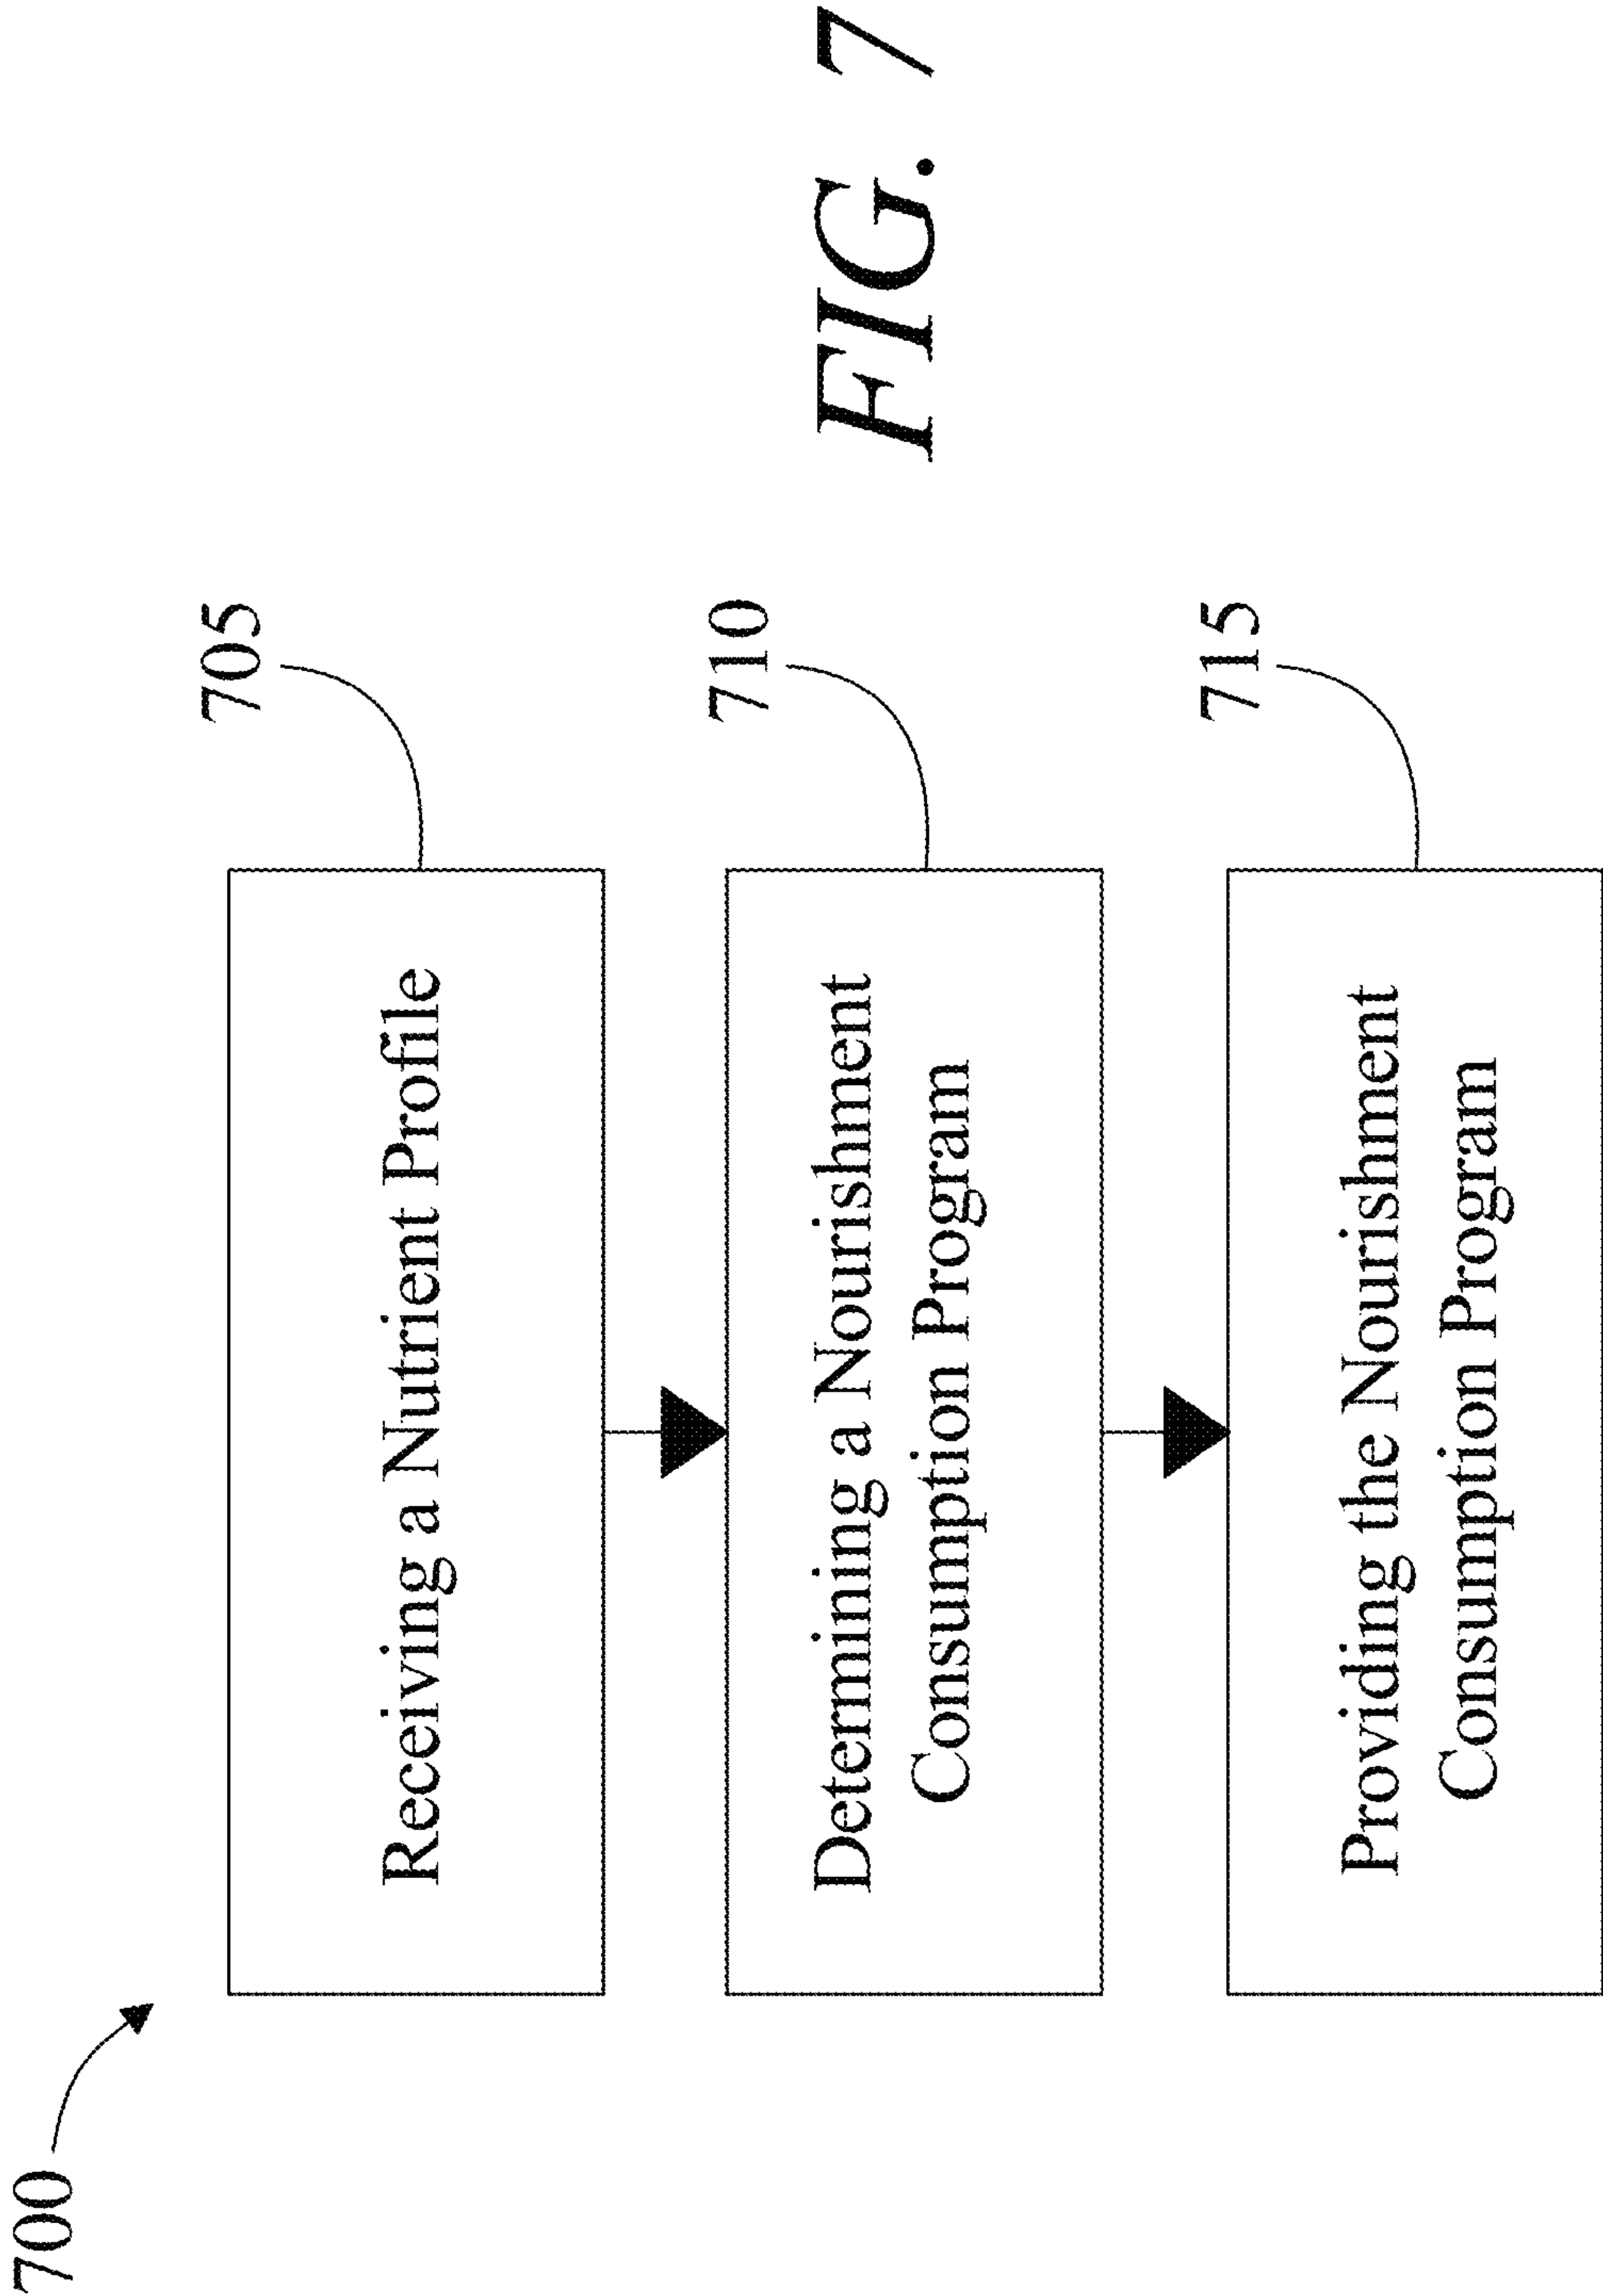 700
Receiving a Nutrient Profile
705
Determining a Nourishment
Consumption Program
710
Providing the Nourishment
Consumption Program
715
FIG. 7